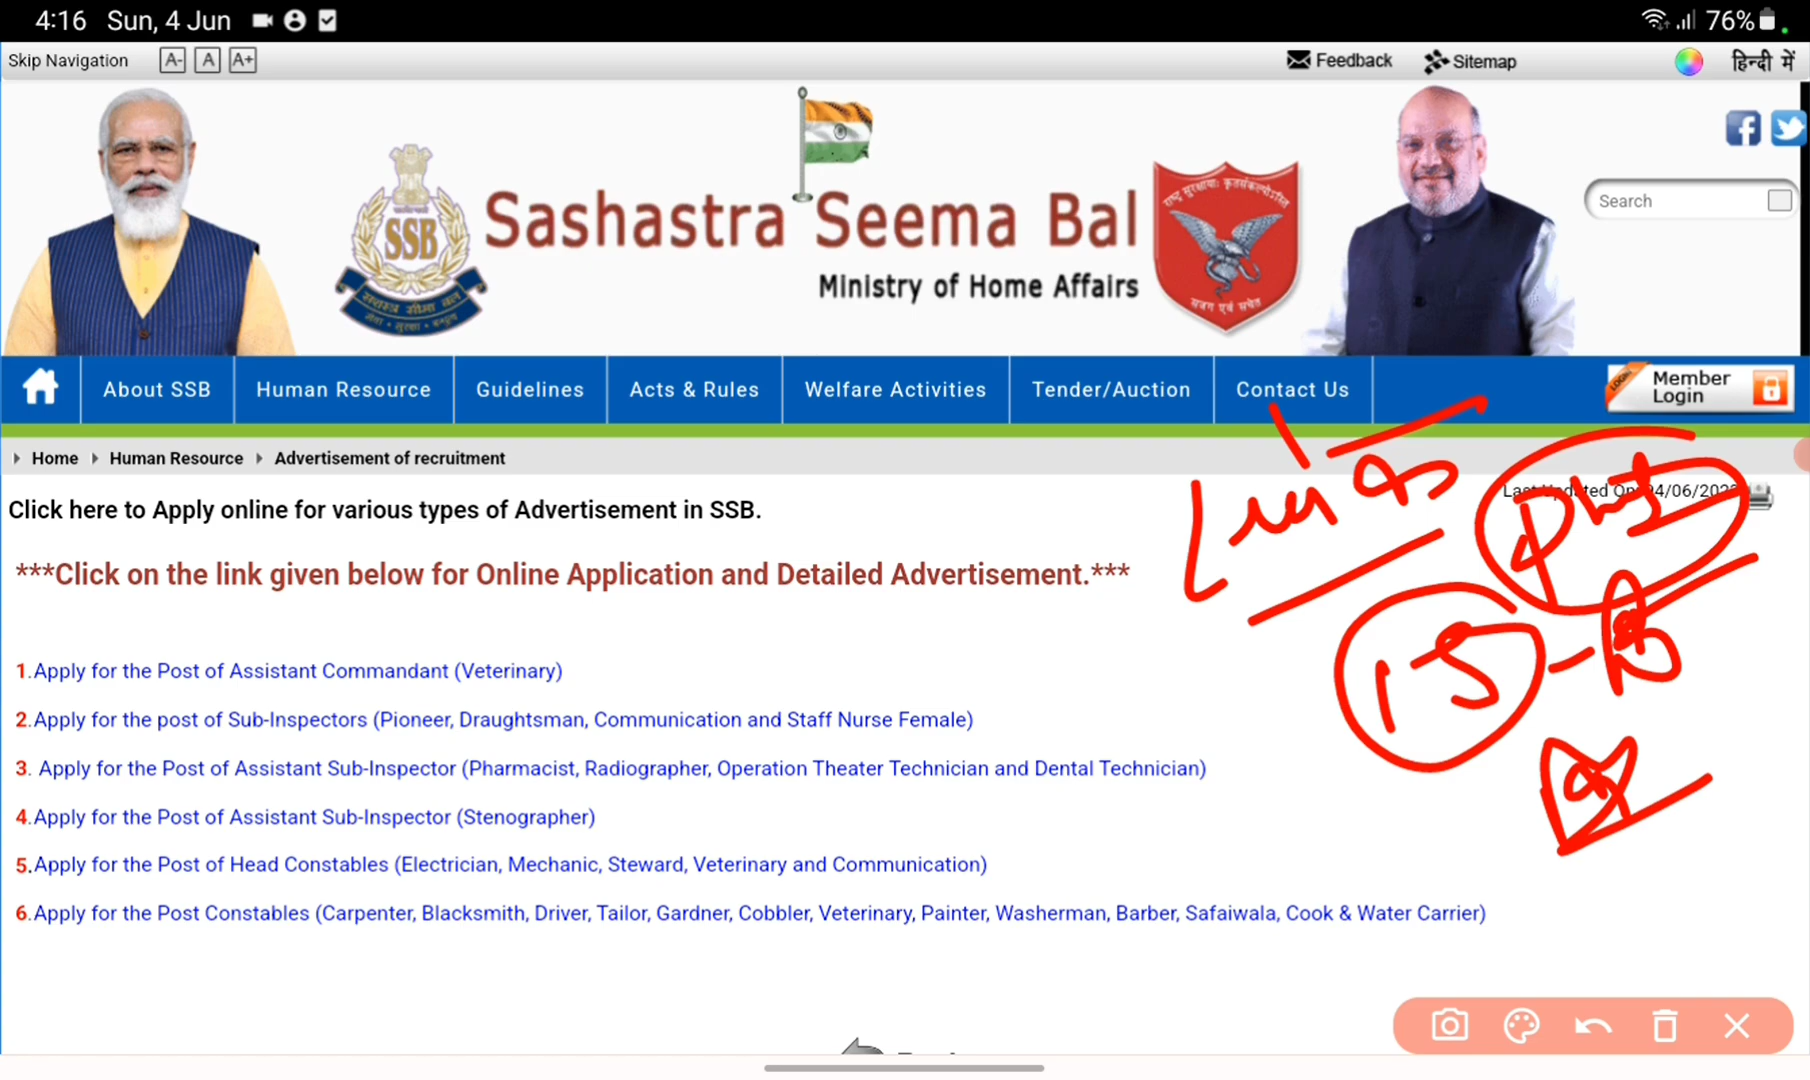 4:16 Sun, 4 Jun
76%
Skip Navigation A- A A+ Feedback Sitemap हिन्दी में
Search
SSB
Sashastra Seema Bal
Ministry of Home Affairs
About SSB Human Resource Guidelines Acts & Rules Welfare Activities Tender/Auction Contact Us LOGIN Member Login
Home Human Resource Advertisement of recruitment
Last Updated On
Click here to Apply online for various types of Advertisement in SSB.
***Click on the link given below for Online Application and Detailed Advertisement.***
1.Apply for the Post of Assistant Commandant (Veterinary)
2.Apply for the post of Sub-Inspectors (Pioneer, Draughtsman, Communication and Staff Nurse Female)
3. Apply for the Post of Assistant Sub-Inspector (Pharmacist, Radiographer, Operation Theater Technician and Dental Technician)
4.Apply for the Post of Assistant Sub-Inspector (Stenographer)
5.Apply for the Post of Head Constables (Electrician, Mechanic, Steward, Veterinary and Communication)
6.Apply for the Post Constables (Carpenter, Blacksmith, Driver, Tailor, Gardner, Cobbler, Veterinary, Painter, Washerman, Barber, Safaiwala, Cook & Water Carrier)